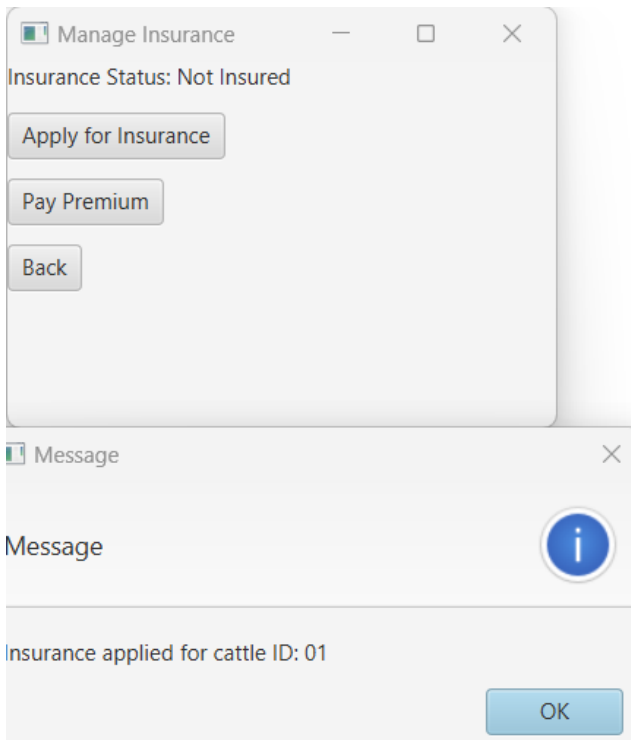 Manage Insurance
Insurance Status: Not Insured
Apply for Insurance
Pay Premium
Back
Message
Message
Insurance applied for cattle ID: 01
OK